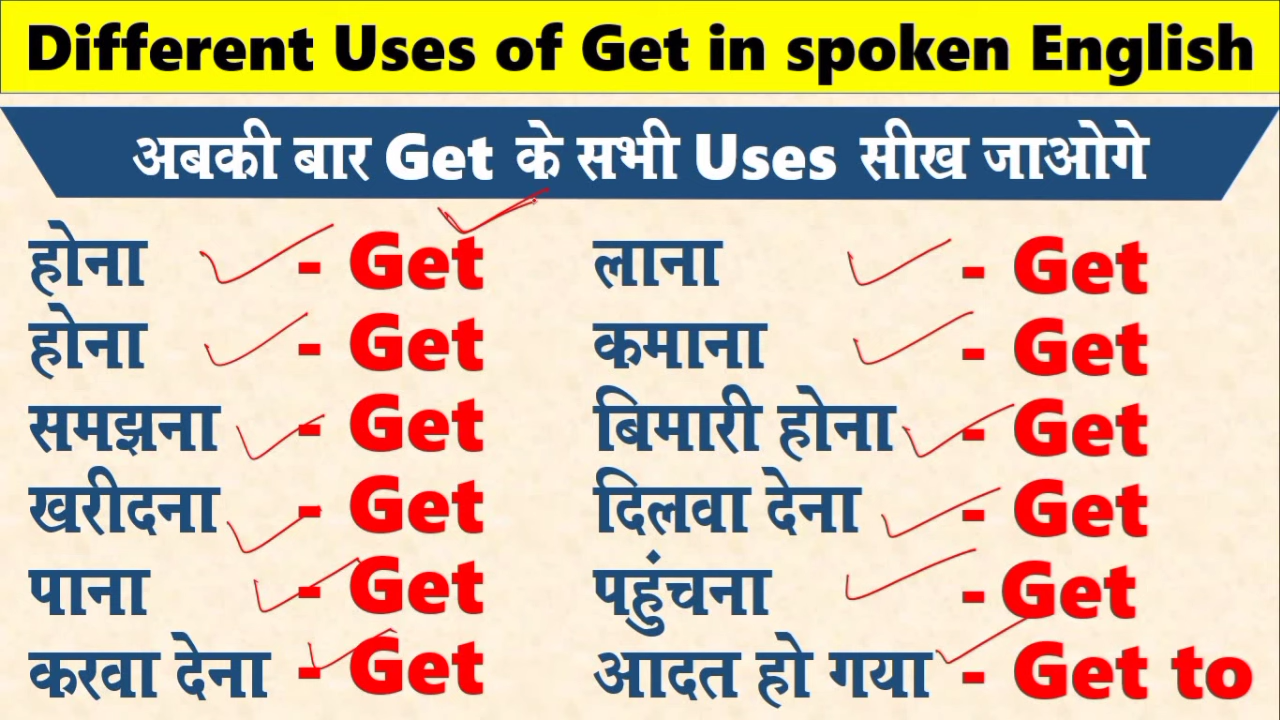 Different Uses of Get in spoken English
अबकी बार Get के सभी Uses सीख जाओगे
होना - Get
होना - Get
समझना - Get
खरीदना - Get
पाना - Get
करवा देना - Get
लाना - Get
कमाना - Get
बिमारी होना - Get
दिलवा देना - Get
पहुंचना - Get
आदत हो गया - Get to